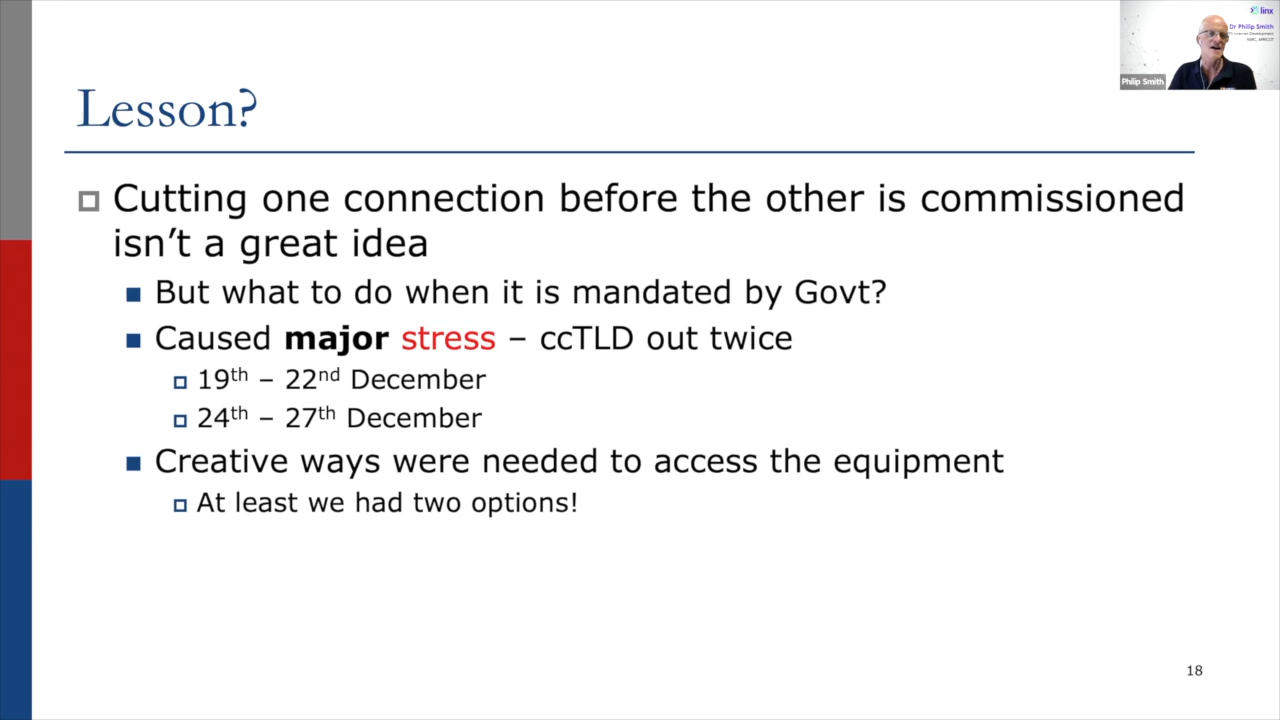 linx
Dr Philip Smith
Philip Smith
Lesson?
Cutting one connection before the other is commissioned
isn't a great idea
But what to do when it is mandated by Govt?
Caused major stress – ccTLD out twice
19th – 22nd December
24th – 27th December
Creative ways were needed to access the equipment
At least we had two options!
18